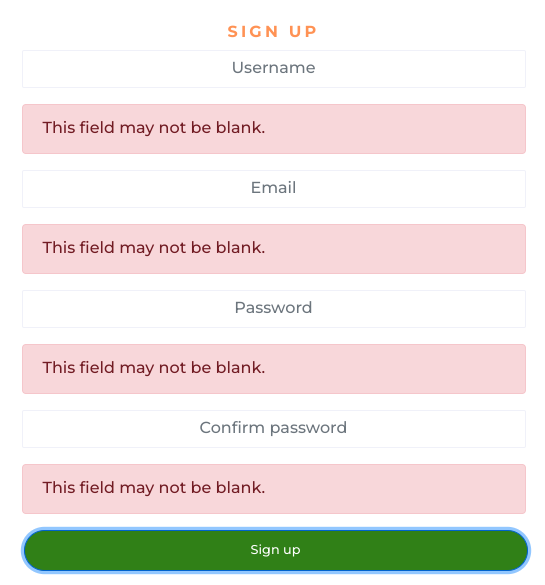 SIGN UP
Username
This field may not be blank.
Email
This field may not be blank.
Password
This field may not be blank.
Confirm password
This field may not be blank.
Sign up